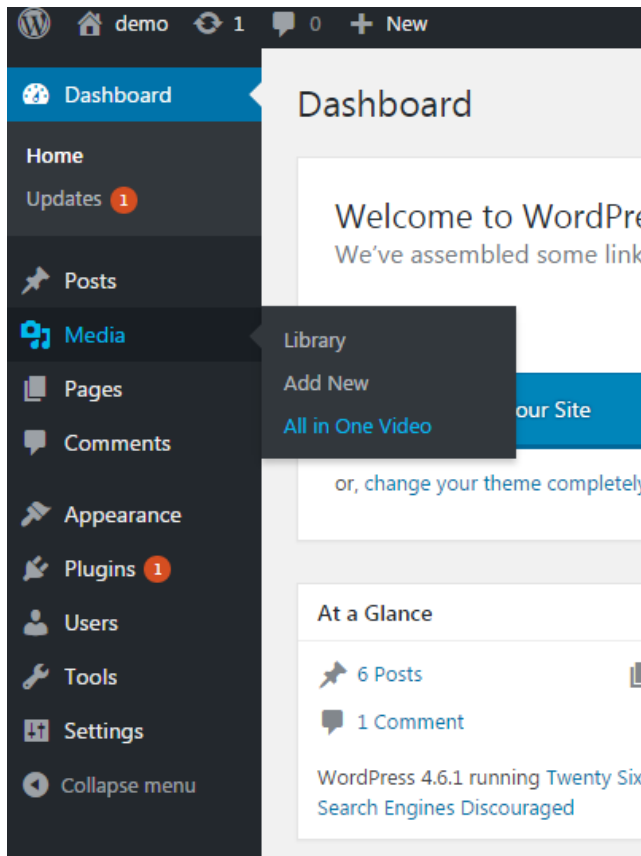 demo 1 0 + New
Dashboard
Home
Updates 1
Posts
Media
Pages
Comments
Appearance
Plugins 1
Users
Tools
Settings
Collapse menu
Library
Add New
All in One Video
Dashboard
Welcome to WordPre
We've assembled some link
our Site
or, change your theme completely
At a Glance
6 Posts
1 Comment
WordPress 4.6.1 running Twenty Six
Search Engines Discouraged